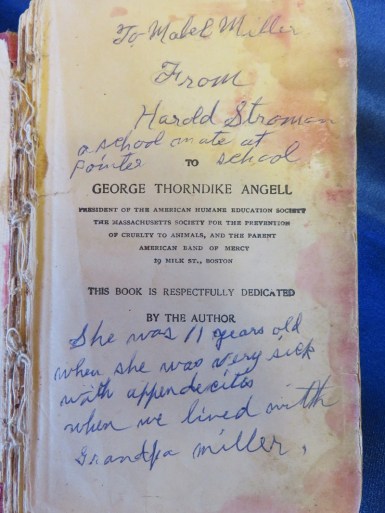 To Mabel Miller
From
Harold Stroman
a school mate at
Pointer school
TO
GEORGE THORNDIKE ANGELL
PRESIDENT OF THE AMERICAN HUMANE EDUCATION SOCIETY
THE MASSACHUSETTS SOCIETY FOR THE PREVENTION
OF CRUELTY TO ANIMALS, AND THE PARENT
AMERICAN BAND OF MERCY
19 MILK ST., BOSTON
THIS BOOK IS RESPECTFULLY DEDICATED
BY THE AUTHOR
She was 11 years old
when she was very sick
with appendecites
when we lived with
Grandpa miller.